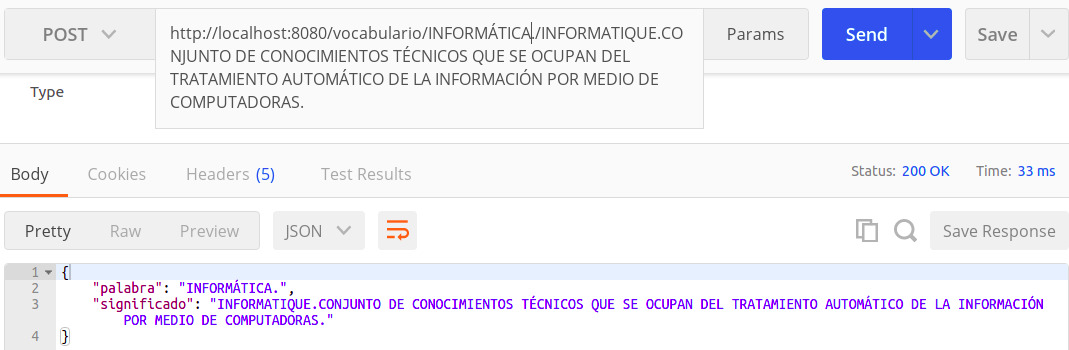 POST
http://localhost:8080/vocabulario/INFORMÁTICA./INFORMATIQUE.CO
NJUNTO DE CONOCIMIENTOS TÉCNICOS QUE SE OCUPAN DEL
TRATAMIENTO AUTOMÁTICO DE LA INFORMACIÓN POR MEDIO DE
COMPUTADORAS.
Params
Send
Save
Type
Body Cookies Headers (5) Test Results
Status: 200 OK Time: 33 ms
Pretty Raw Preview JSON Save Response
1 {
2 "palabra": "INFORMÁTICA.",
3 "significado": "INFORMATIQUE.CONJUNTO DE CONOCIMIENTOS TÉCNICOS QUE SE OCUPAN DEL TRATAMIENTO AUTOMÁTICO DE LA INFORMACIÓN
POR MEDIO DE COMPUTADORAS."
4 }